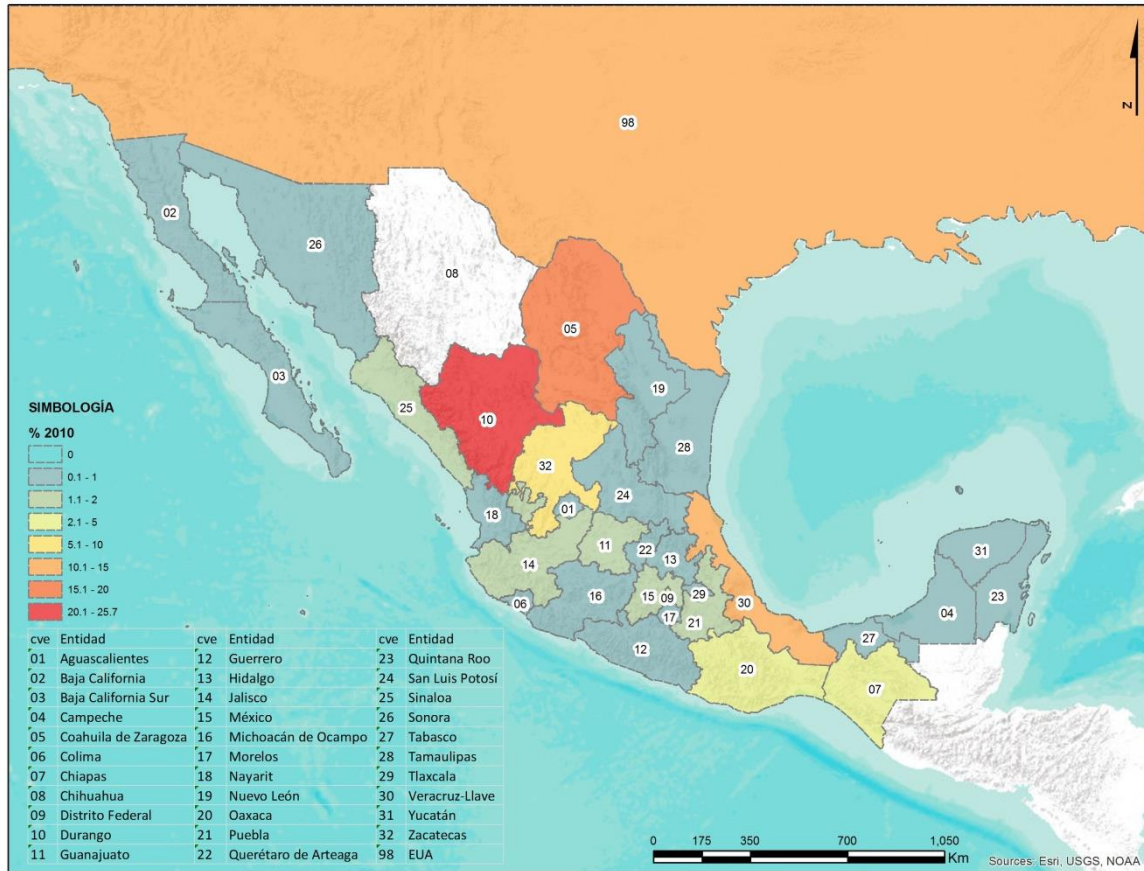 98
N
02
26
08
05
03
19
25
10
28
32
24
18
01
31
11
22
13
14
23
29
15
09
06
16
30
04
17
21
27
12
20
07
SIMBOLOGÍA
% 2010
0
0.1 - 1
1.1 - 2
2.1 - 5
5.1 - 10
10.1 - 15
15.1 - 20
20.1 - 25.7
cve Entidad cve Entidad cve Entidad
01 Aguascalientes 12 Guerrero 23 Quintana Roo
02 Baja California 13 Hidalgo 24 San Luis Potosí
03 Baja California Sur 14 Jalisco 25 Sinaloa
04 Campeche 15 México 26 Sonora
05 Coahuila de Zaragoza 16 Michoacán de Ocampo 27 Tabasco
06 Colima 17 Morelos 28 Tamaulipas
07 Chiapas 18 Nayarit 29 Tlaxcala
08 Chihuahua 19 Nuevo León 30 Veracruz-Llave
09 Distrito Federal 20 Oaxaca 31 Yucatán
10 Durango 21 Puebla 32 Zacatecas
11 Guanajuato 22 Querétaro de Arteaga 98 EUA
0 175 350 700 1,050
Km
Sources: Esri, USGS, NOAA